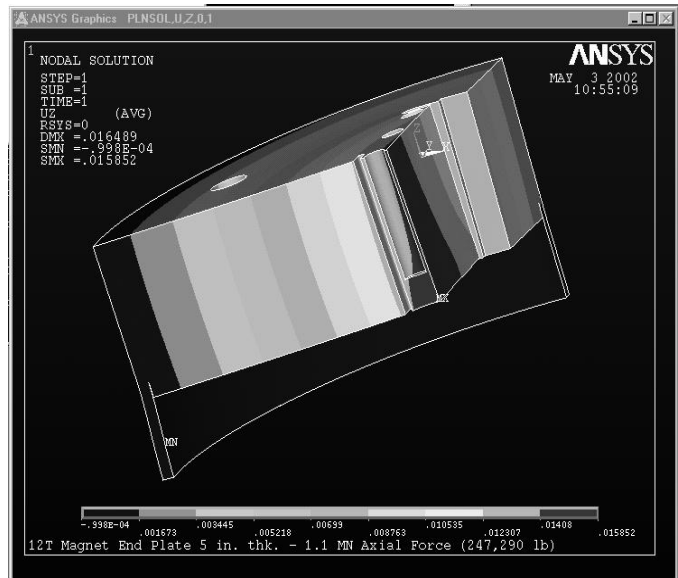 ANSYS Graphics PLNSOL,U,Z,0,1
1
NODAL SOLUTION
STEP=1
SUB =1
TIME=1
UZ (AVG)
RSYS=0
DMX =.016489
SMN =-.998E-04
SMX =.015852
ANSYS
MAY 3 2002
10:55:09
MX
MN
-.998E-04 .003445 .00699 .010535 .01408
.001673 .005218 .008763 .012307 .015852
12T Magnet End Plate 5 in. thk. - 1.1 MN Axial Force (247,290 lb)